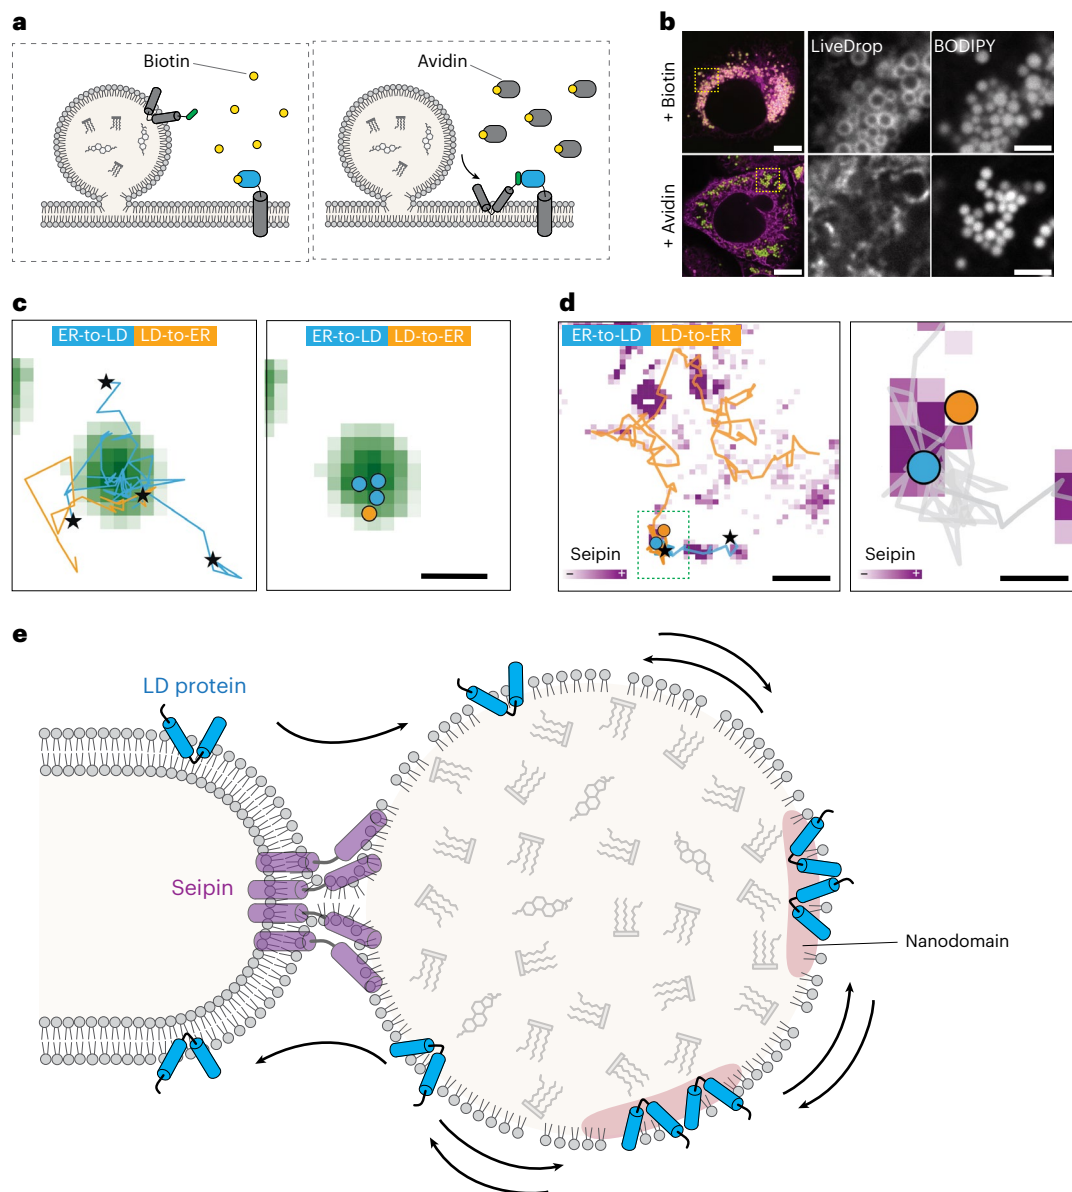 a
Biotin
Avidin
b
LiveDrop
BODIPY
+ Biotin
+ Avidin
c
ER-to-LD LD-to-ER
ER-to-LD LD-to-ER
d
ER-to-LD LD-to-ER
Seipin
− +
Seipin
− +
e
LD protein
Seipin
Nanodomain